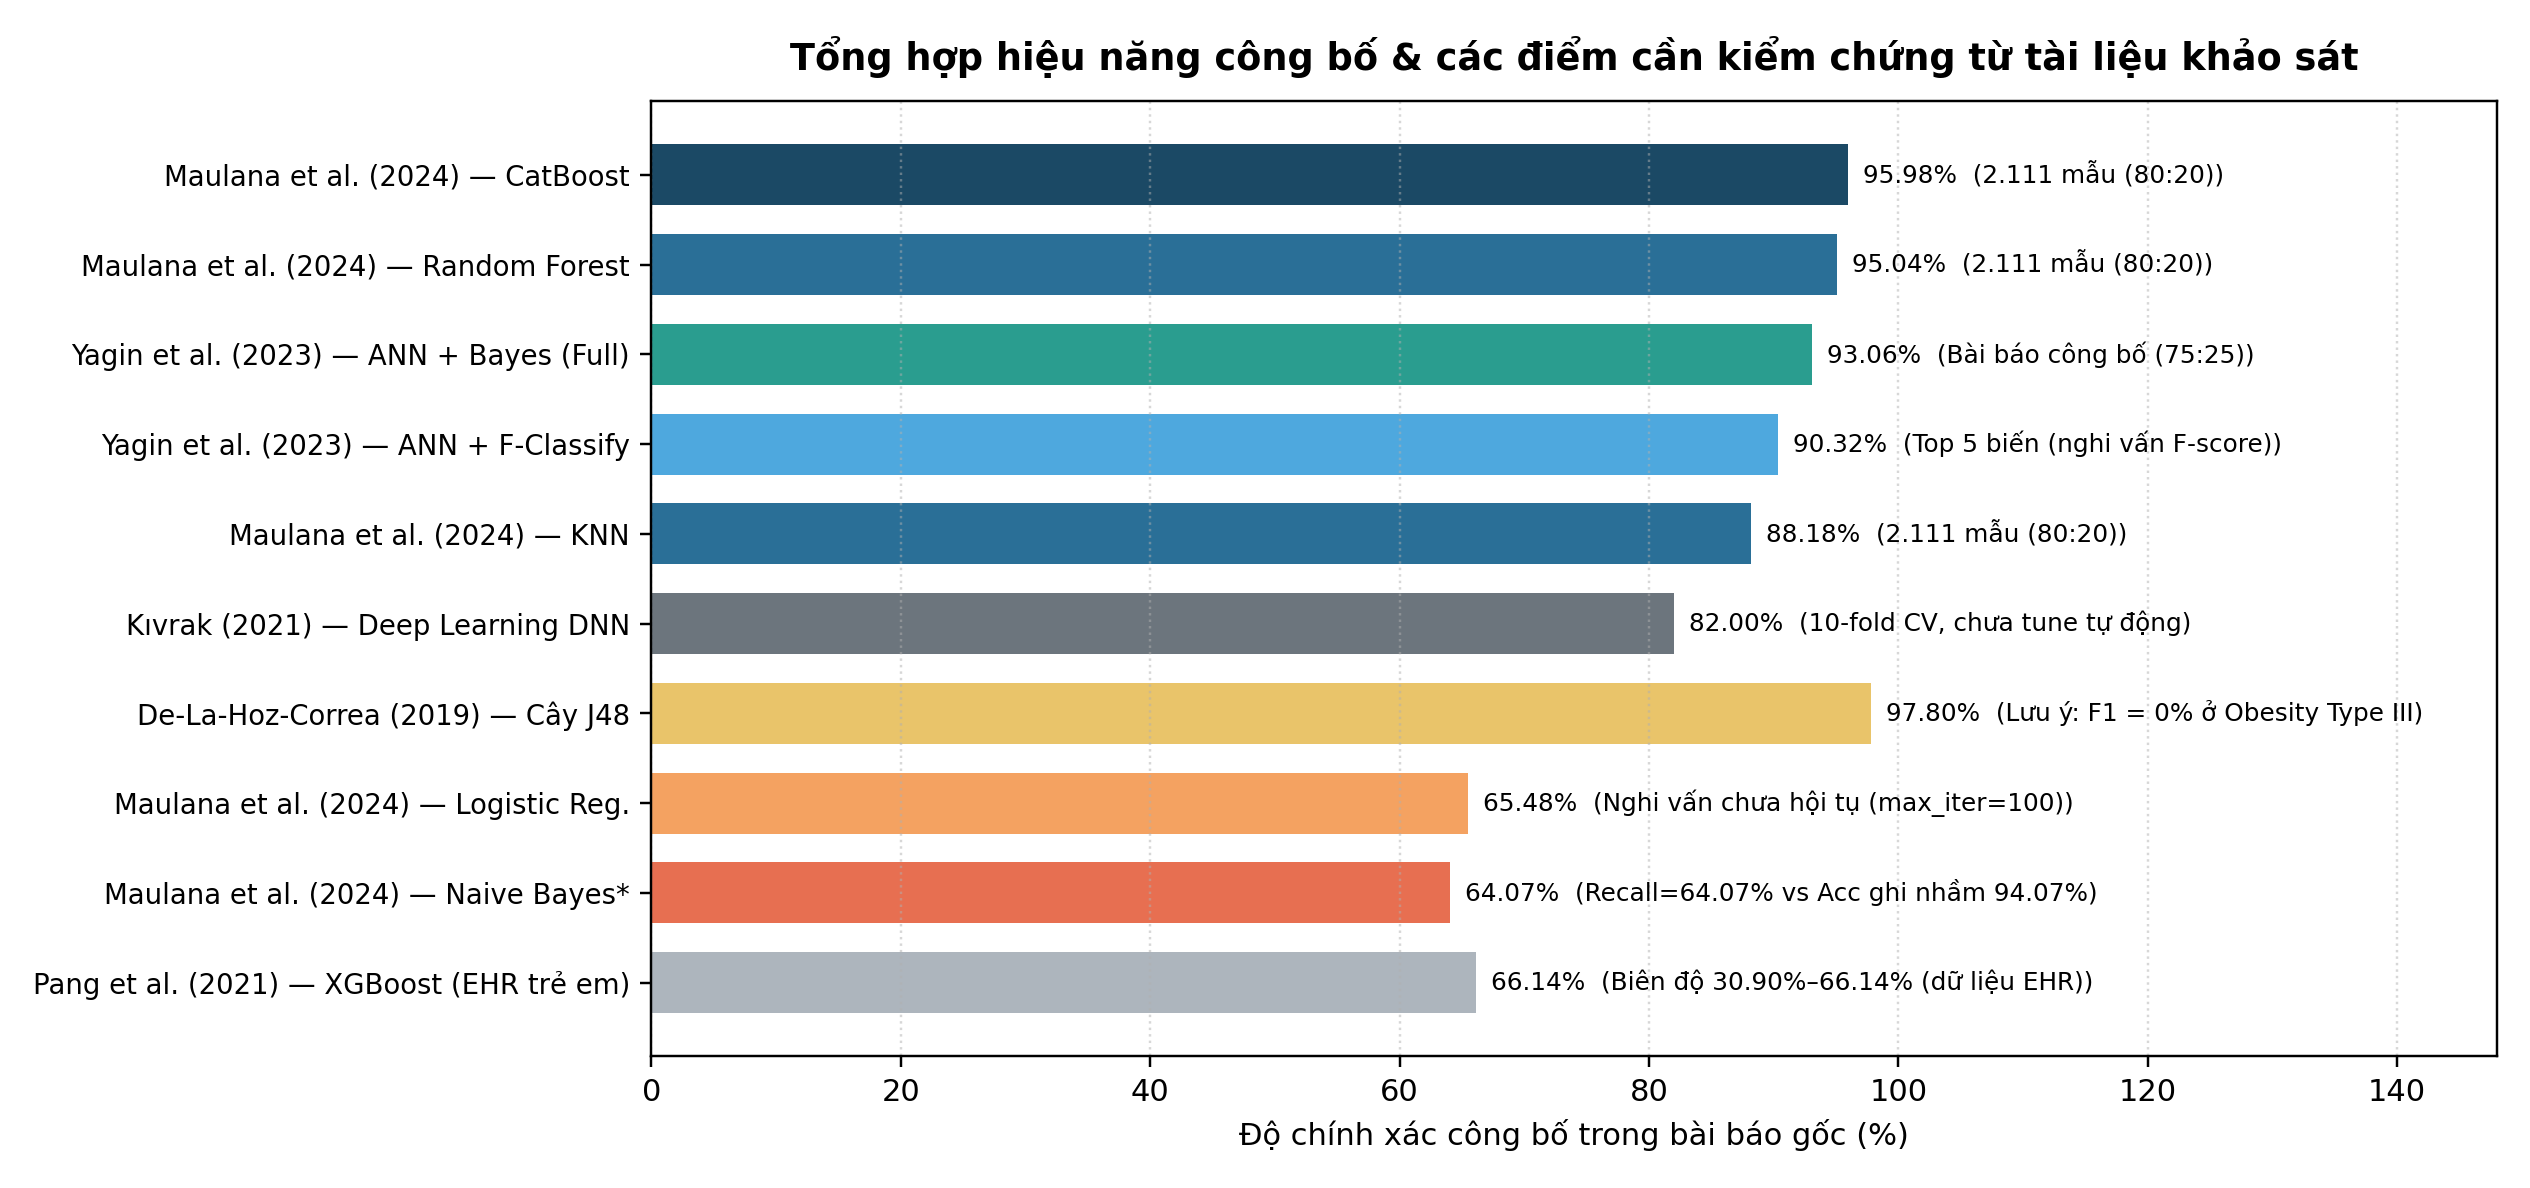 Tổng hợp hiệu năng công bố & các điểm cần kiểm chứng từ tài liệu khảo sát
Maulana et al. (2024) — CatBoost
95.98%  (2.111 mẫu (80:20))
Maulana et al. (2024) — Random Forest
95.04%  (2.111 mẫu (80:20))
Yagin et al. (2023) — ANN + Bayes (Full)
93.06%  (Bài báo công bố (75:25))
Yagin et al. (2023) — ANN + F-Classify
90.32%  (Top 5 biến (nghi vấn F-score))
Maulana et al. (2024) — KNN
88.18%  (2.111 mẫu (80:20))
Kıvrak (2021) — Deep Learning DNN
82.00%  (10-fold CV, chưa tune tự động)
De-La-Hoz-Correa (2019) — Cây J48
97.80%  (Lưu ý: F1 = 0% ở Obesity Type III)
Maulana et al. (2024) — Logistic Reg.
65.48%  (Nghi vấn chưa hội tụ (max_iter=100))
Maulana et al. (2024) — Naive Bayes*
64.07%  (Recall=64.07% vs Acc ghi nhầm 94.07%)
Pang et al. (2021) — XGBoost (EHR trẻ em)
66.14%  (Biên độ 30.90%–66.14% (dữ liệu EHR))
0 20 40 60 80 100 120 140
Độ chính xác công bố trong bài báo gốc (%)